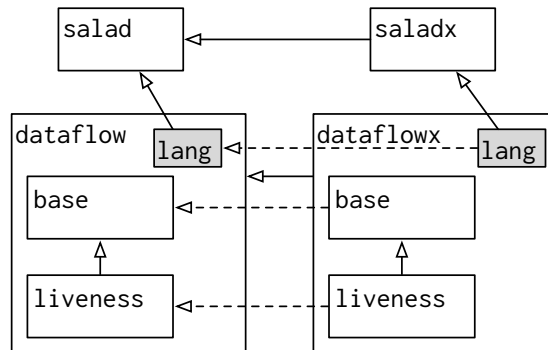 salad
saladx
dataflow
lang
dataflowx
lang
base
base
liveness
liveness